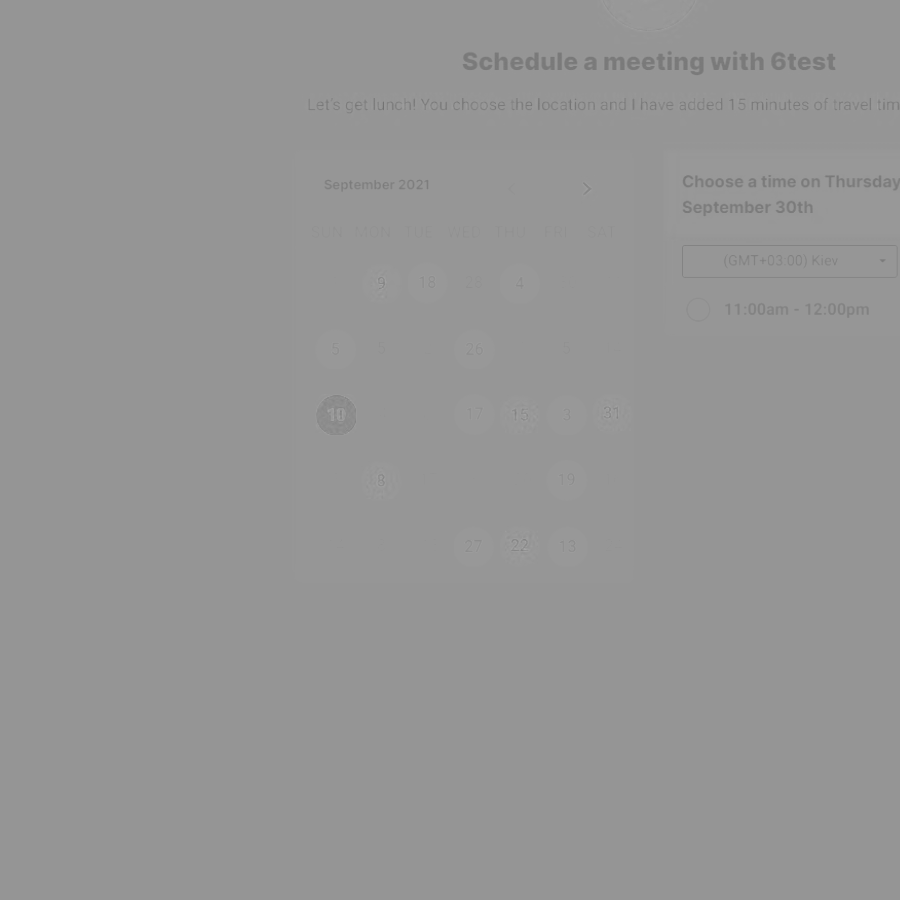 Schedule a meeting with 6test
Let's get lunch! You choose the location and I have added 15 minutes of travel tim
September 2021
SUN MON TUE WED THU FRI SAT
9 18 4
5 26
10 17 15 3 31
8 19
27 22 13
Choose a time on Thursday
September 30th
(GMT+03:00) Kiev
11:00am - 12:00pm